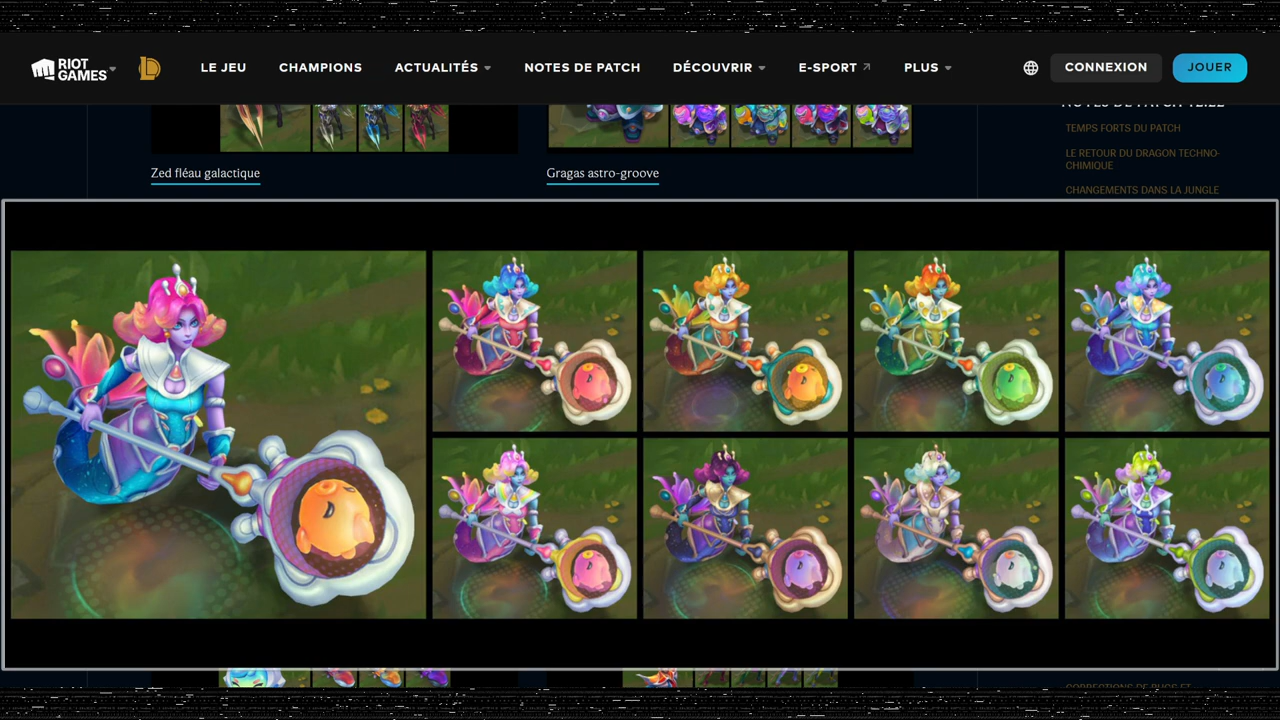 RIOT
GAMES
LE JEU
CHAMPIONS
ACTUALITÉS
NOTES DE PATCH
DÉCOUVRIR
E-SPORT
PLUS
CONNEXION
JOUER
TEMPS FORTS DU PATCH
LE RETOUR DU DRAGON TECHNO-
CHIMIQUE
CHANGEMENTS DANS LA JUNGLE
Zed fléau galactique
Gragas astro-groove